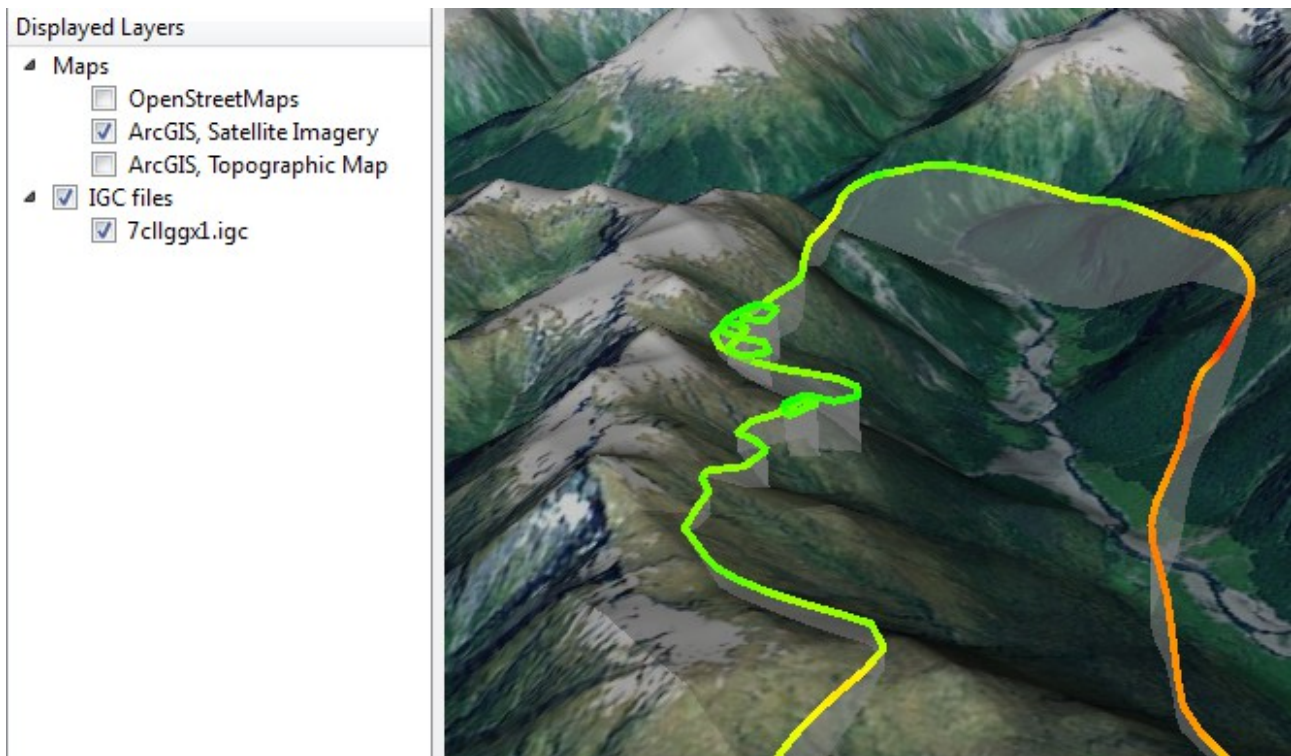 Displayed Layers
Maps
OpenStreetMaps
ArcGIS, Satellite Imagery
ArcGIS, Topographic Map
IGC files
7cllggx1.igc